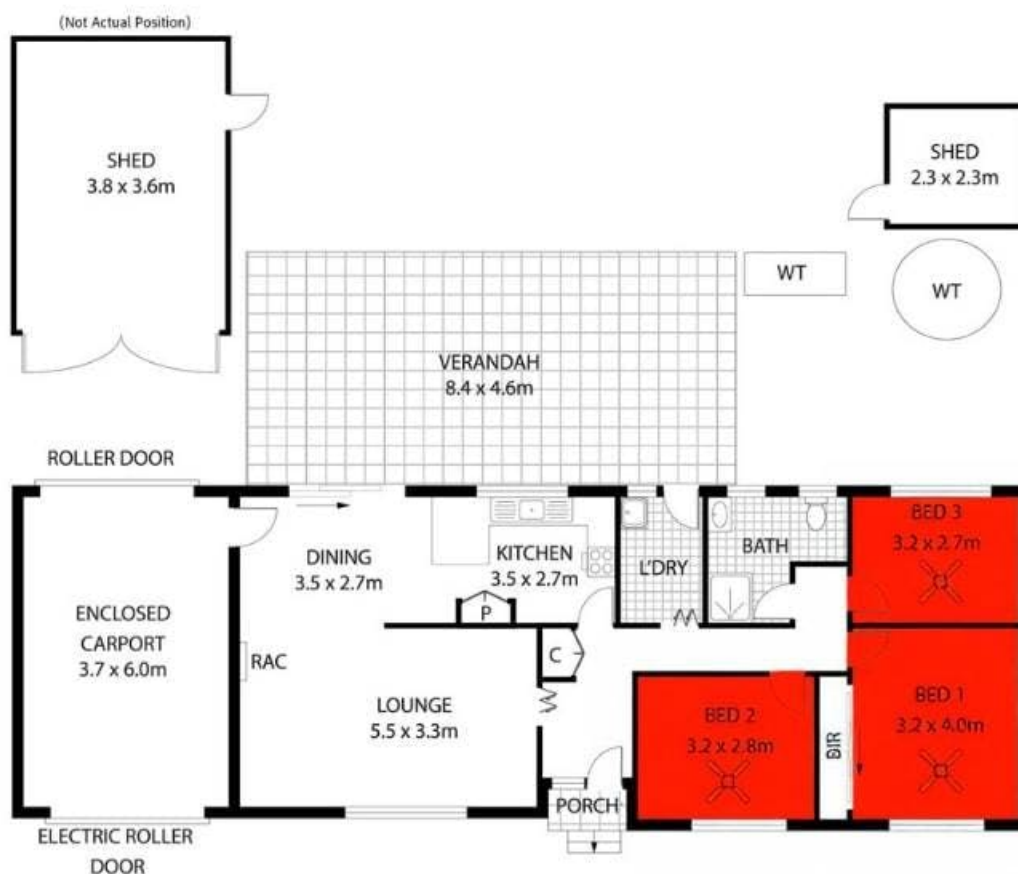 (Not Actual Position)
SHED
3.8 x 3.6m
SHED
2.3 x 2.3m
WT
WT
VERANDAH
8.4 x 4.6m
ROLLER DOOR
BED 3
3.2 x 2.7m
DINING
3.5 x 2.7m
KITCHEN
3.5 x 2.7m
BATH
L'DRY
P
ENCLOSED
CARPORT
3.7 x 6.0m
RAC
C
LOUNGE
5.5 x 3.3m
BED 2
3.2 x 2.8m
BIR
BED 1
3.2 x 4.0m
PORCH
ELECTRIC ROLLER
DOOR